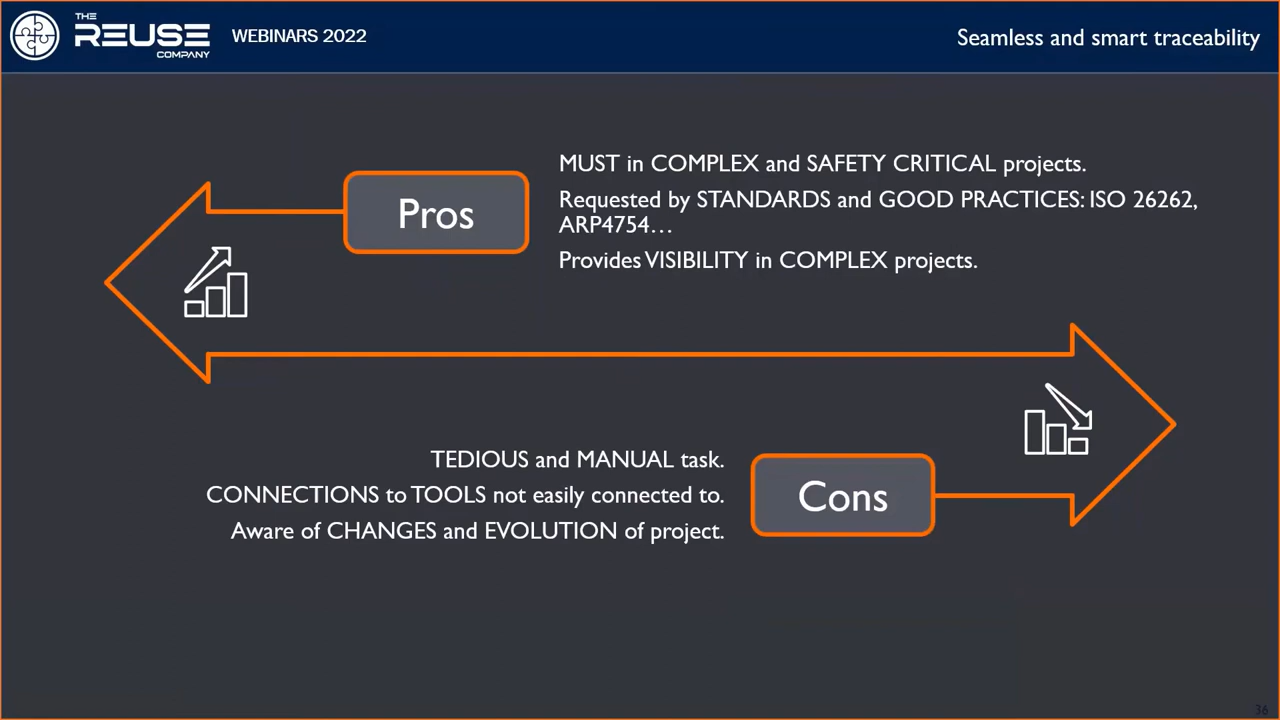 THE
REUSE
COMPANY
WEBINARS 2022
Seamless and smart traceability
Pros
MUST in COMPLEX and SAFETY CRITICAL projects.
Requested by STANDARDS and GOOD PRACTICES: ISO 26262,
ARP4754…
Provides VISIBILITY in COMPLEX projects.
TEDIOUS and MANUAL task.
CONNECTIONS to TOOLS not easily connected to.
Aware of CHANGES and EVOLUTION of project.
Cons
36